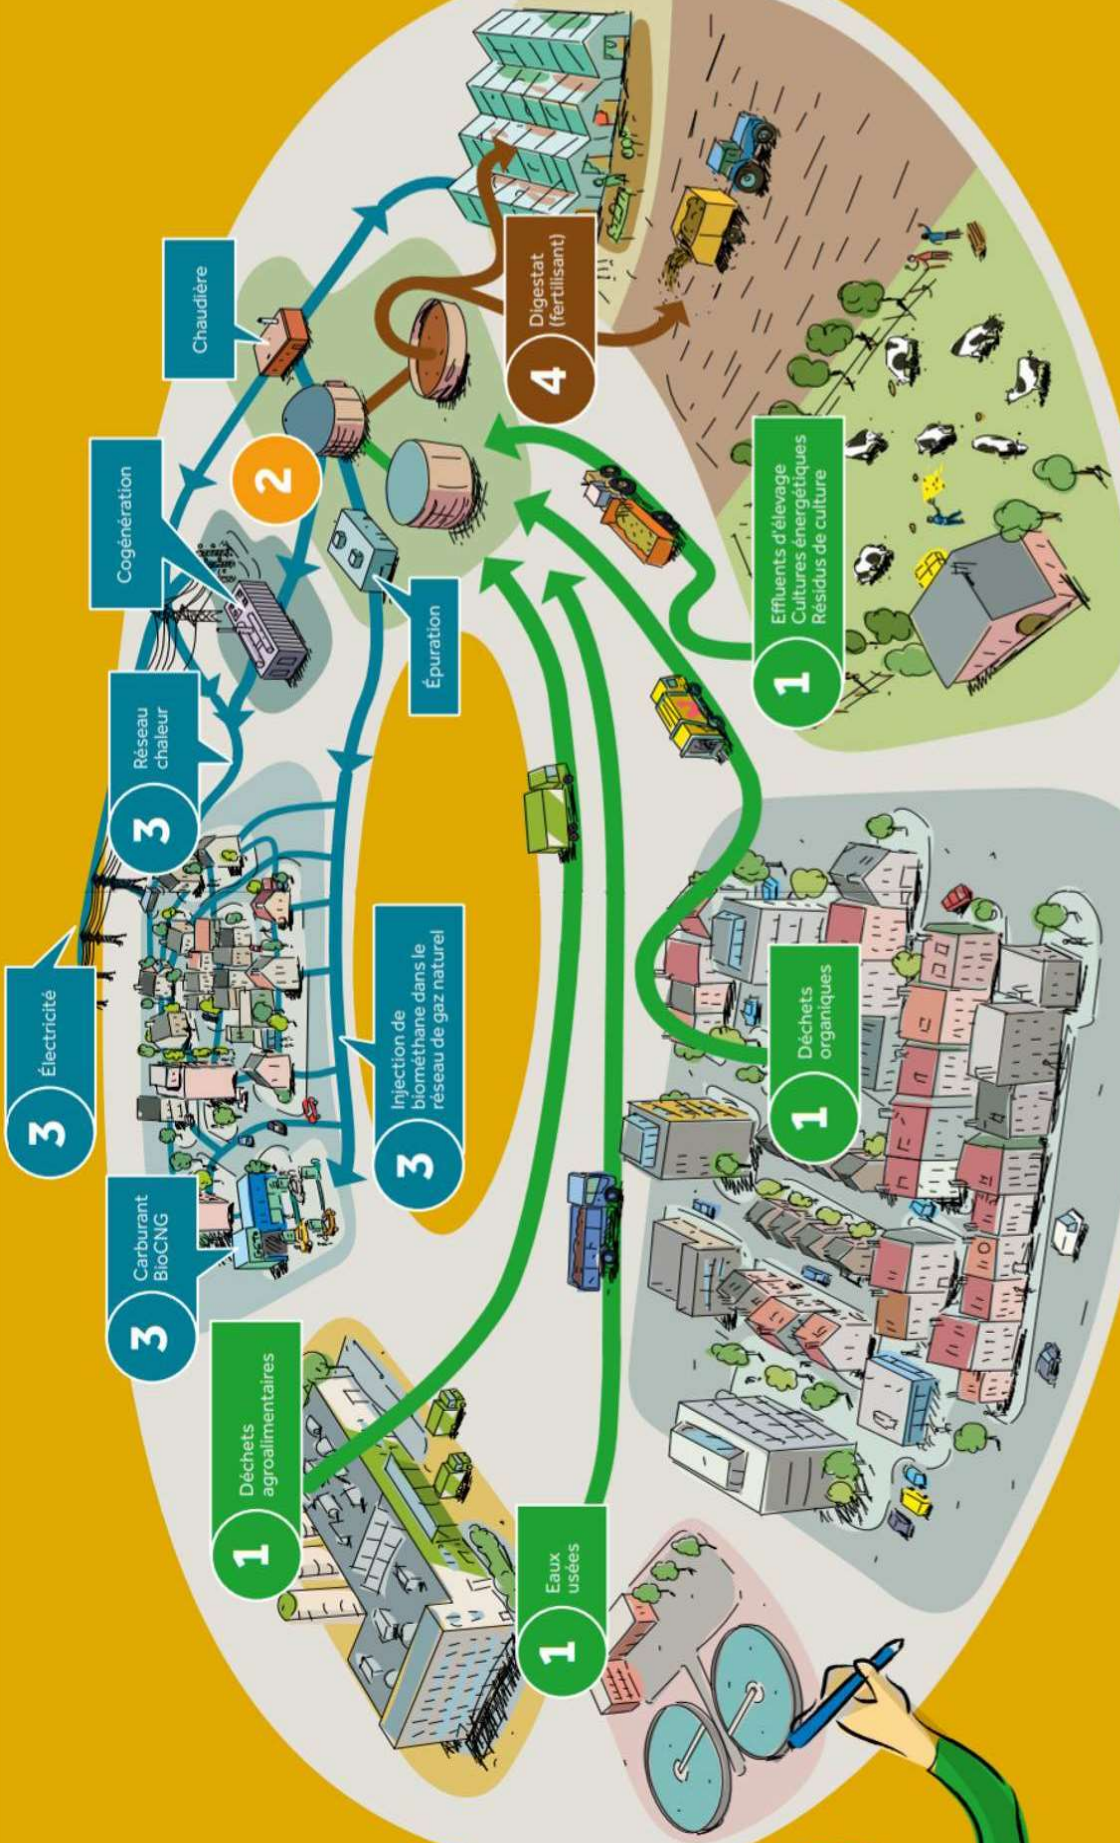 1
Déchets
agroalimentaires
3
Carburant
BioCNG
3
Électricité
3
Réseau
chaleur
Cogénération
Chaudière
2
Épuration
3
Injection de
biométhane dans le
réseau de gaz naturel
1
Eaux
usées
4
Digestat
(fertilisant)
1
Déchets
organiques
1
Effluents d'élevage
Cultures énergétiques
Résidus de culture